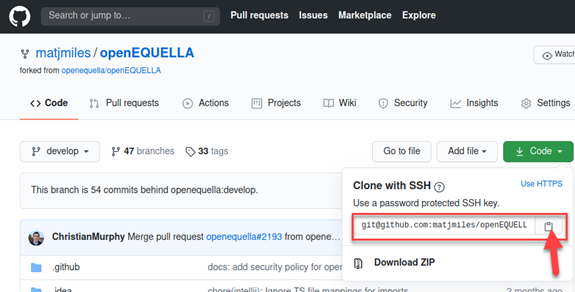 Search or jump to…
/
Pull requests Issues Marketplace Explore
matjmiles / openEQUELLA
Watch
forked from openequella/openEQUELLA
Code Pull requests Actions Projects Wiki Security Insights Settings
develop 47 branches 33 tags Go to file Add file Code
This branch is 54 commits behind openequella:develop.
Clone with SSH ? Use HTTPS
Use a password protected SSH key.
git@github.com:matjmiles/openEQUELL
Download ZIP
ChristianMurphy Merge pull request openequella#2193 from opene…
.github docs: add security policy for open
.idea chore(intellij): Ignore TS file mappings for imports 2 months ago